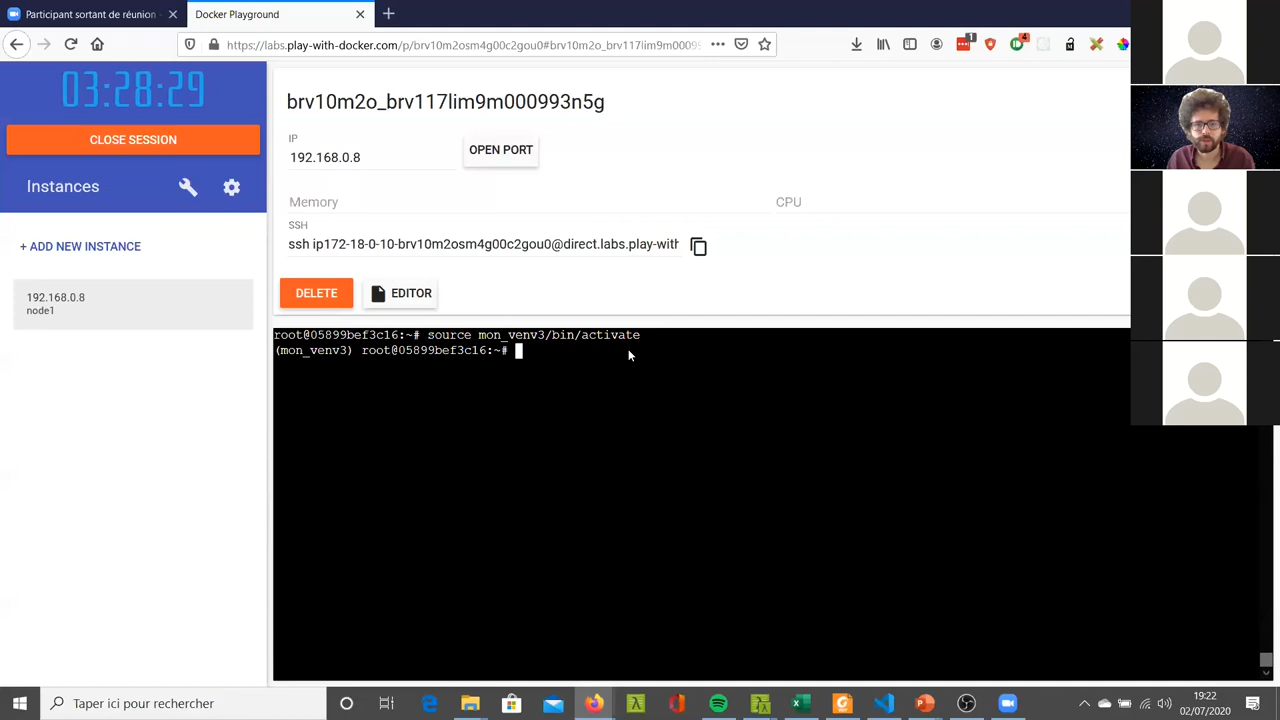 Participant sortant de réunion
Docker Playground
https://labs.play-with-docker.com/p/brv10m2osm4g00c2gou0#brv10m2o_brv117lim9m00099
1
4
03:28:29
CLOSE SESSION
Instances
+ ADD NEW INSTANCE
192.168.0.8
node1
brv10m2o_brv117lim9m000993n5g
IP
192.168.0.8
OPEN PORT
Memory
CPU
SSH
ssh ip172-18-0-10-brv10m2osm4g00c2gou0@direct.labs.play-with
DELETE
EDITOR
root@05899bef3c16:~# source mon_venv3/bin/activate
(mon_venv3) root@05899bef3c16:~#
Taper ici pour rechercher
19:22
02/07/2020